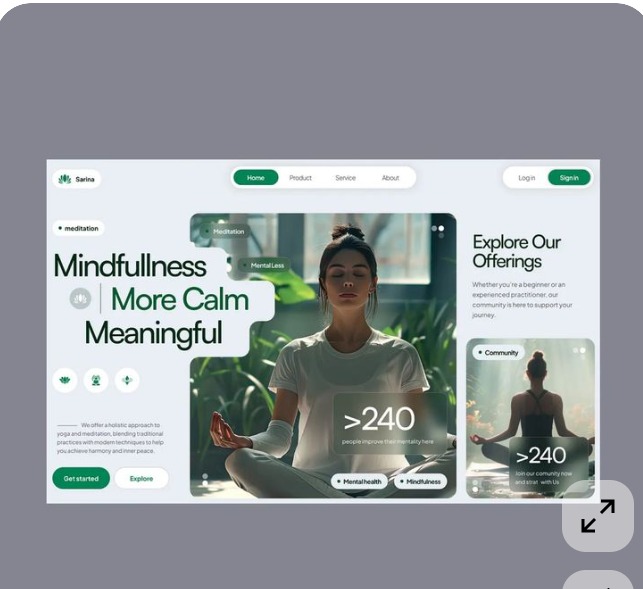 Sarina
Home Product Service About
Log in Sign in
meditation
Mindfullness
More Calm
Meaningful
We offer a holistic approach to
yoga and meditation, blending traditional
practices with modern techniques to help
you achieve harmony and inner peace.
Get started Explore
Meditation
Mental Less
>240
people improve their mentality here
Mental health Mindfulness
Explore Our
Offerings
Whether you're a beginner or an
experienced practitioner, our
community is here to support your
journey.
Community
>240
Join our comunity now
and strat with Us